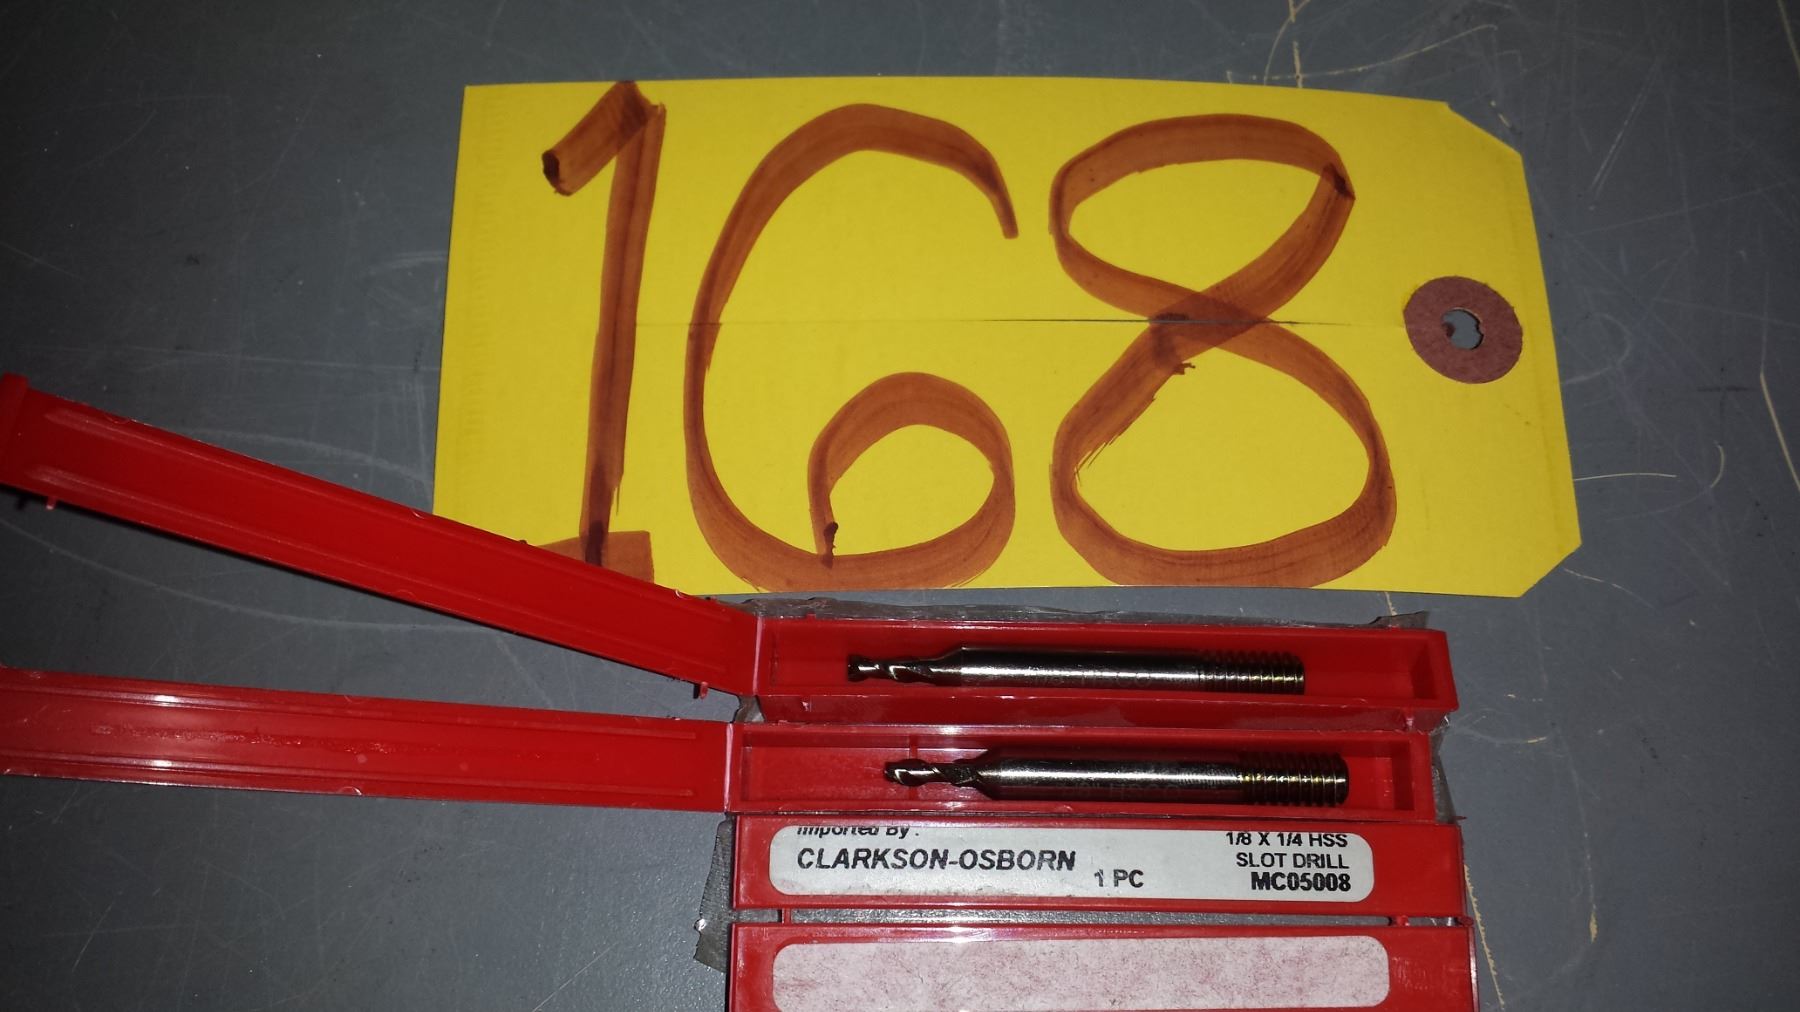 168
Imported By:
CLARKSON-OSBORN
1 PC
1/8 X 1/4 HSS
SLOT DRILL
MC05008